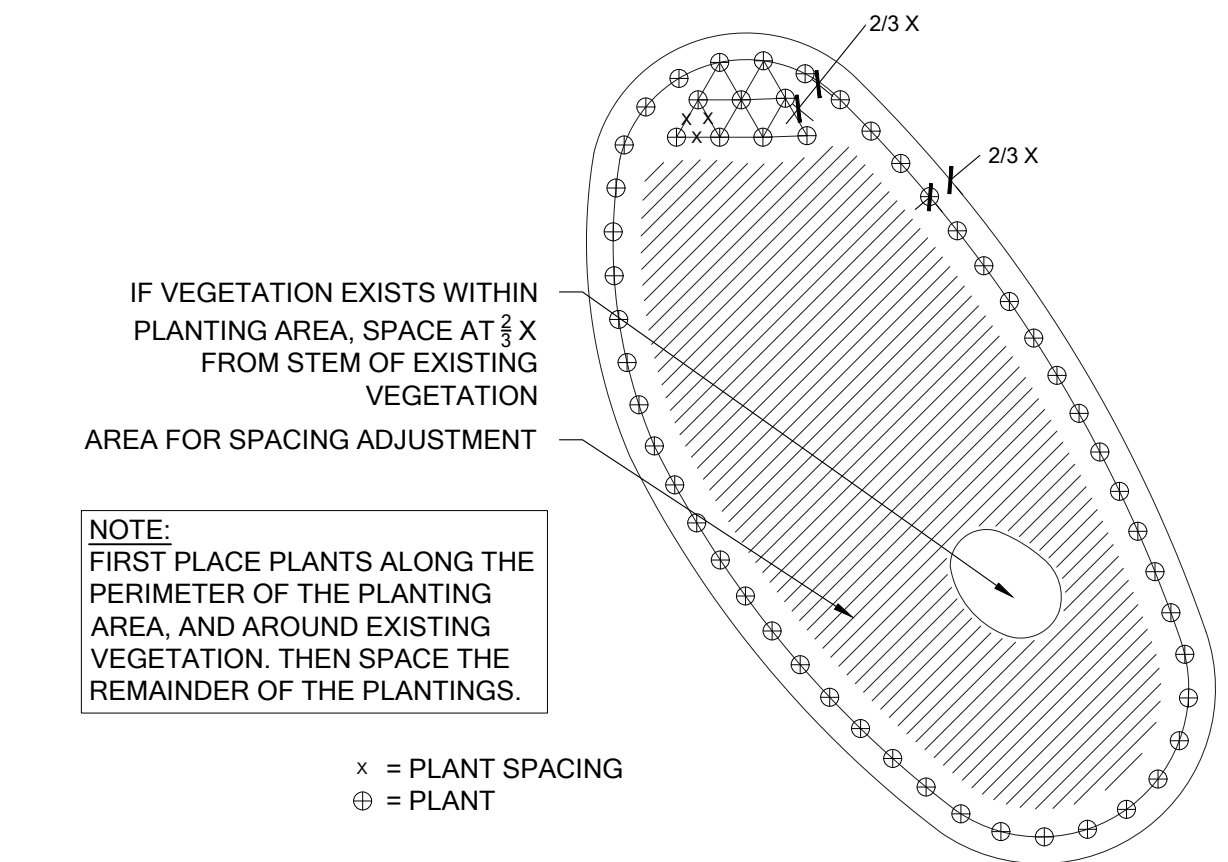 2/3 X
2/3 X
IF VEGETATION EXISTS WITHIN
PLANTING AREA, SPACE AT 2/3 X
FROM STEM OF EXISTING
VEGETATION
AREA FOR SPACING ADJUSTMENT
NOTE:
FIRST PLACE PLANTS ALONG THE
PERIMETER OF THE PLANTING
AREA, AND AROUND EXISTING
VEGETATION. THEN SPACE THE
REMAINDER OF THE PLANTINGS.
x = PLANT SPACING
⊕ = PLANT
x x
x